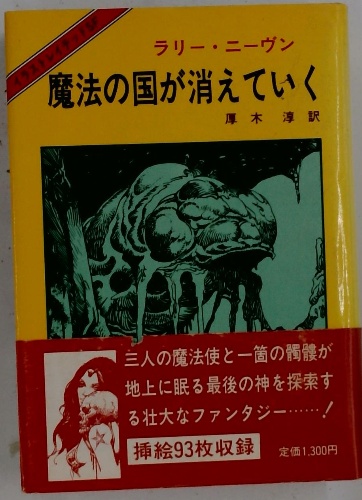 ラリー・ニーヴン
魔法の国が消えていく
厚木 淳 訳
三人の魔法使と一箇の髑髏が
地上に眠る最後の神を探索す
る壮大なファンタジー……!
挿絵93枚収録
定価1,300円